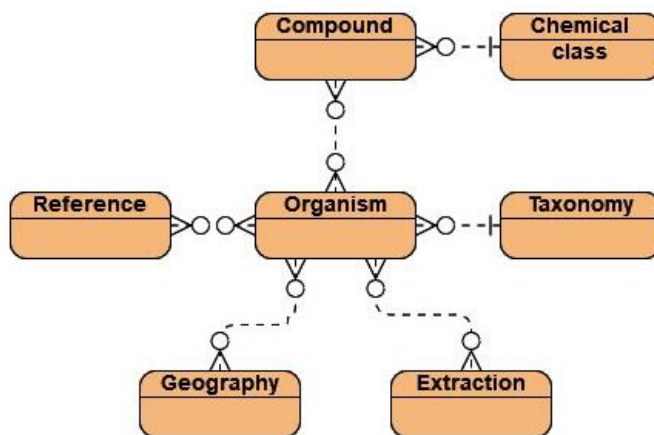 Compound
Chemical
class
Reference
Organism
Taxonomy
Geography
Extraction